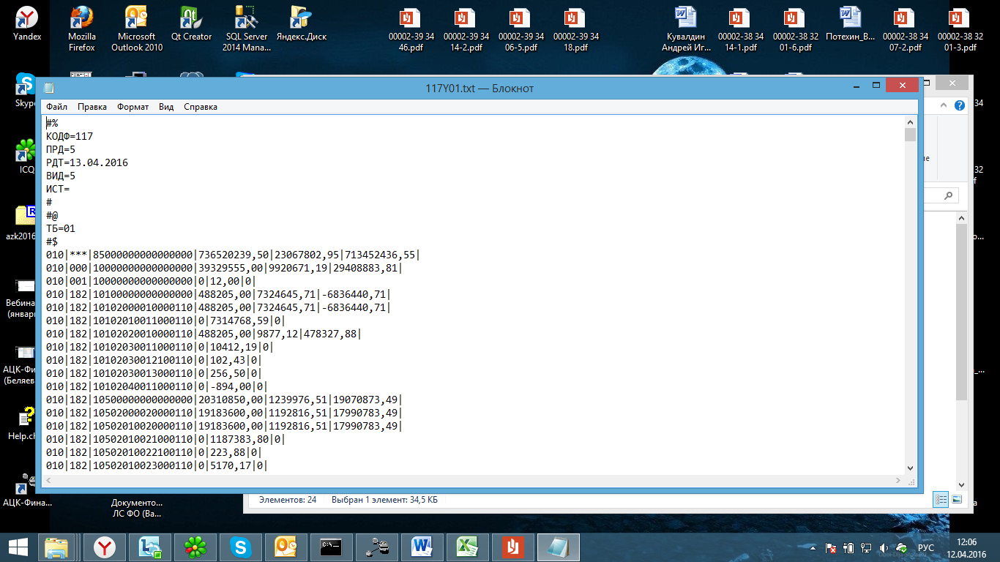 Yandex
Mozilla
Firefox
Microsoft
Outlook 2010
Qt Creator
SQL Server
2014 Mana...
Яндекс.Диск
00002-39 34
46.pdf
00002-39 34
14-2.pdf
00002-39 34
06-5.pdf
00002-39 34
18.pdf
Кувалдин
Андрей Иг...
00002-38 34
14-1.pdf
00002-38 32
01-6.pdf
Потехин_В...
00002-38 34
07-2.pdf
00002-38 32
01-3.pdf
117Y01.txt — Блокнот
Файл Правка Формат Вид Справка
#%
КОДФ=117
ПРД=5
РДТ=13.04.2016
ВИД=5
ИСТ=
#
#@
ТБ=01
#$
010|***|85000000000000000|736520239,50|23067802,95|713452436,55|
010|000|10000000000000000|39329555,00|9920671,19|29408883,81|
010|001|10000000000000000|0|12,00|0|
010|182|10100000000000000|488205,00|7324645,71|-6836440,71|
010|182|10102000010000110|488205,00|7324645,71|-6836440,71|
010|182|10102010011000110|0|7314768,59|0|
010|182|10102020010000110|488205,00|9877,12|478327,88|
010|182|10102030011000110|0|10412,19|0|
010|182|10102030012100110|0|102,43|0|
010|182|10102030013000110|0|256,50|0|
010|182|10102040011000110|0|-894,00|0|
010|182|10500000000000000|20310850,00|1239976,51|19070873,49|
010|182|10502000020000110|19183600,00|1192816,51|17990783,49|
010|182|10502010020000110|19183600,00|1192816,51|17990783,49|
010|182|10502010021000110|0|1187383,80|0|
010|182|10502010022100110|0|223,88|0|
010|182|10502010023000110|0|5170,17|0|
Skype
ICQ
azk2016
Вебина
(январ
АЦК-Фин
(Беляев
Help.ch
АЦК-Фина...
Документо...
ЛС ФО (Ва...
34
32
Элементов: 24 Выбран 1 элемент: 34,5 КБ
РУС
12:06
12.04.2016